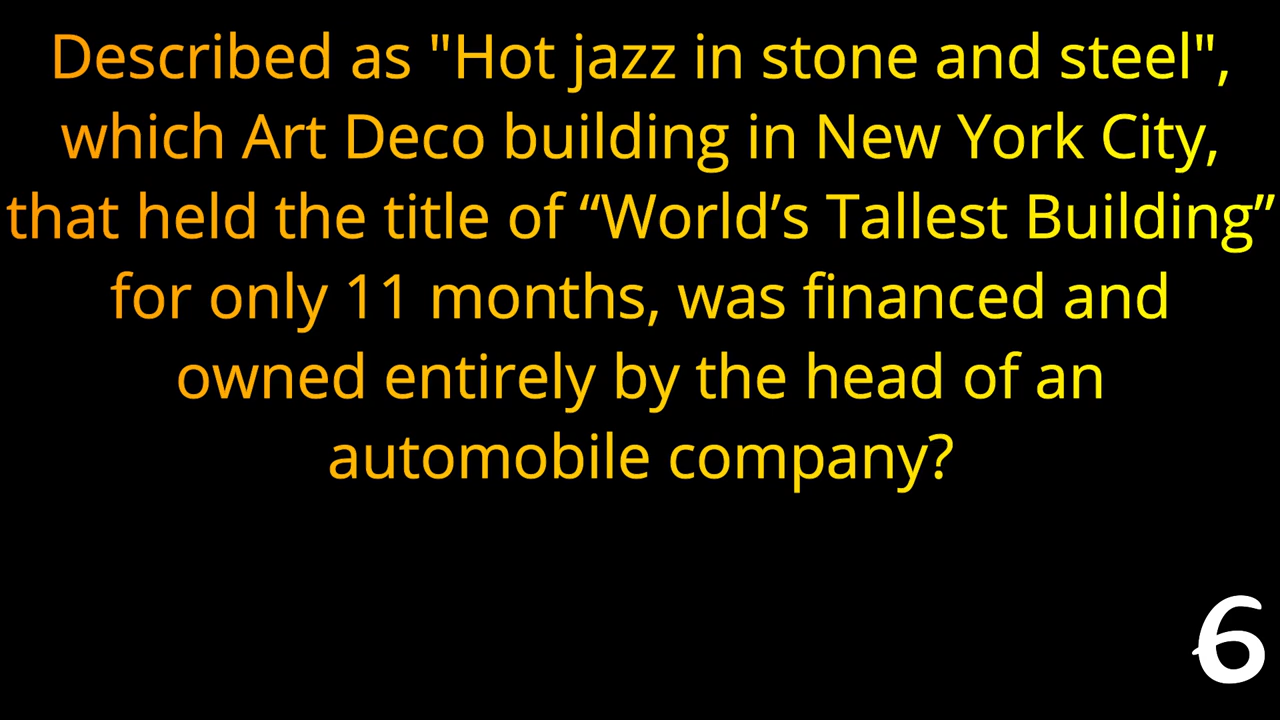 Described as "Hot jazz in stone and steel",
which Art Deco building in New York City,
that held the title of “World’s Tallest Building”
for only 11 months, was financed and
owned entirely by the head of an
automobile company?
6